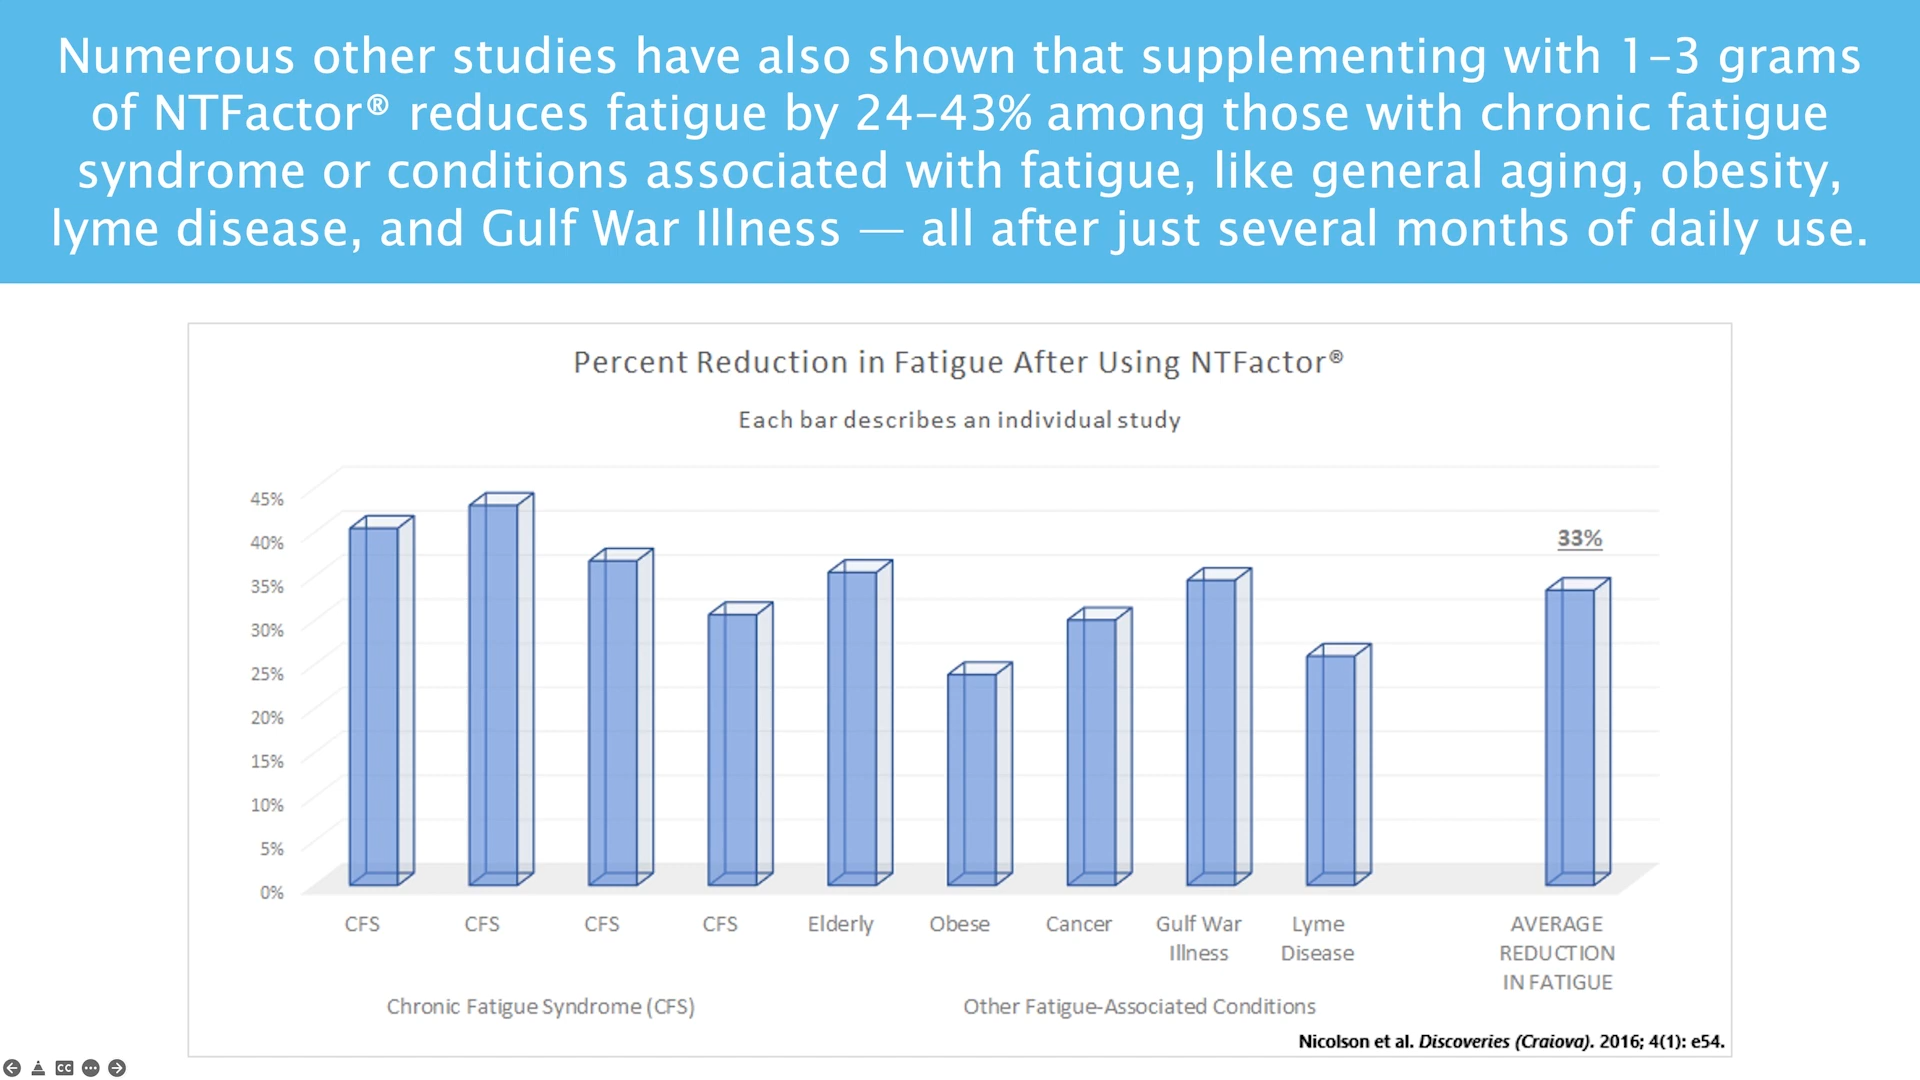 Numerous other studies have also shown that supplementing with 1–3 grams
of NTFactor® reduces fatigue by 24–43% among those with chronic fatigue
syndrome or conditions associated with fatigue, like general aging, obesity,
lyme disease, and Gulf War Illness — all after just several months of daily use.
Percent Reduction in Fatigue After Using NTFactor®
Each bar describes an individual study
45%
40%
35%
30%
25%
20%
15%
10%
5%
0%
33%
CFS
CFS
CFS
CFS
Elderly
Obese
Cancer
Gulf War
Illness
Lyme
Disease
AVERAGE
REDUCTION
IN FATIGUE
Chronic Fatigue Syndrome (CFS)
Other Fatigue-Associated Conditions
Nicolson et al. Discoveries (Craiova). 2016; 4(1): e54.
CC